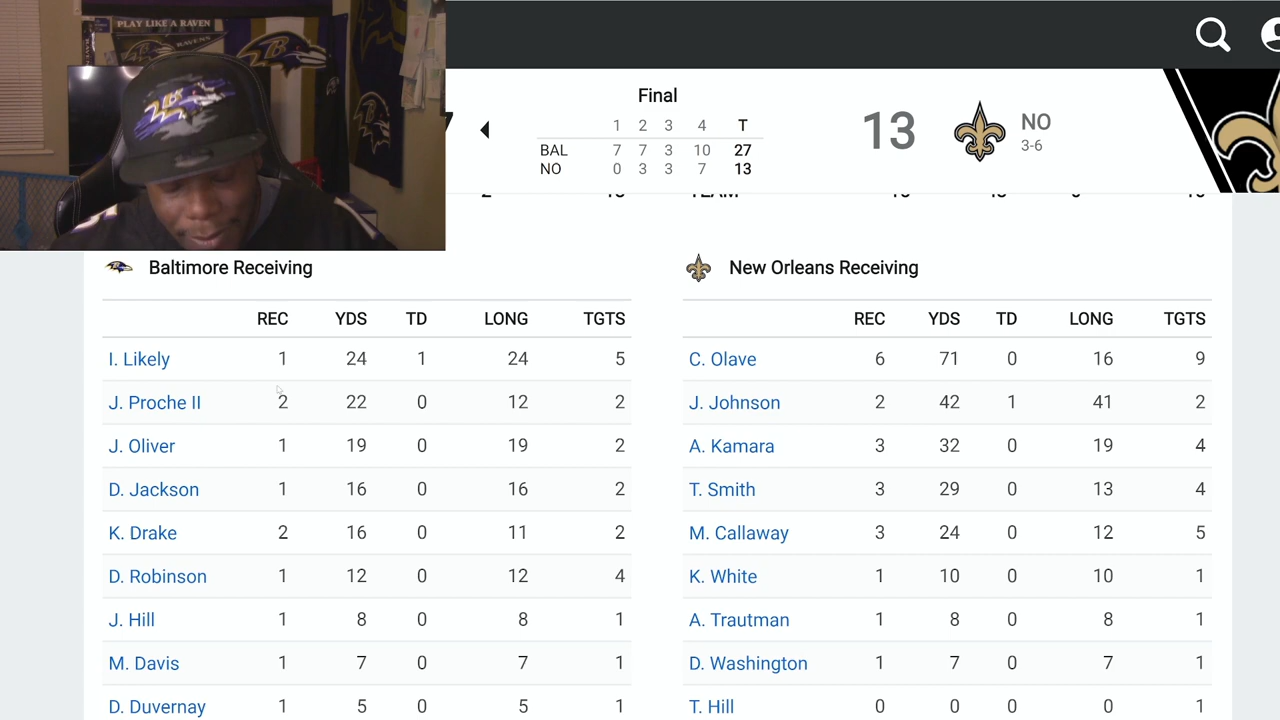 PLAY LIKE A RAVEN
RAVENS
Final
1 2 3 4 T
BAL 7 7 3 10 27
NO 0 3 3 7 13
13
NO
3-6
Baltimore Receiving
REC YDS TD LONG TGTS
I. Likely 1 24 1 24 5
J. Proche II 2 22 0 12 2
J. Oliver 1 19 0 19 2
D. Jackson 1 16 0 16 2
K. Drake 2 16 0 11 2
D. Robinson 1 12 0 12 4
J. Hill 1 8 0 8 1
M. Davis 1 7 0 7 1
D. Duvernay 1 5 0 5 1
New Orleans Receiving
REC YDS TD LONG TGTS
C. Olave 6 71 0 16 9
J. Johnson 2 42 1 41 2
A. Kamara 3 32 0 19 4
T. Smith 3 29 0 13 4
M. Callaway 3 24 0 12 5
K. White 1 10 0 10 1
A. Trautman 1 8 0 8 1
D. Washington 1 7 0 7 1
T. Hill 0 0 0 0 1